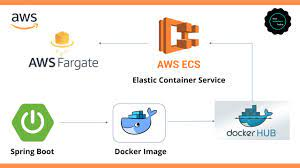 aws
AWS Fargate
AWS ECS
Elastic Container Service
Spring Boot
Docker Image
docker HUB